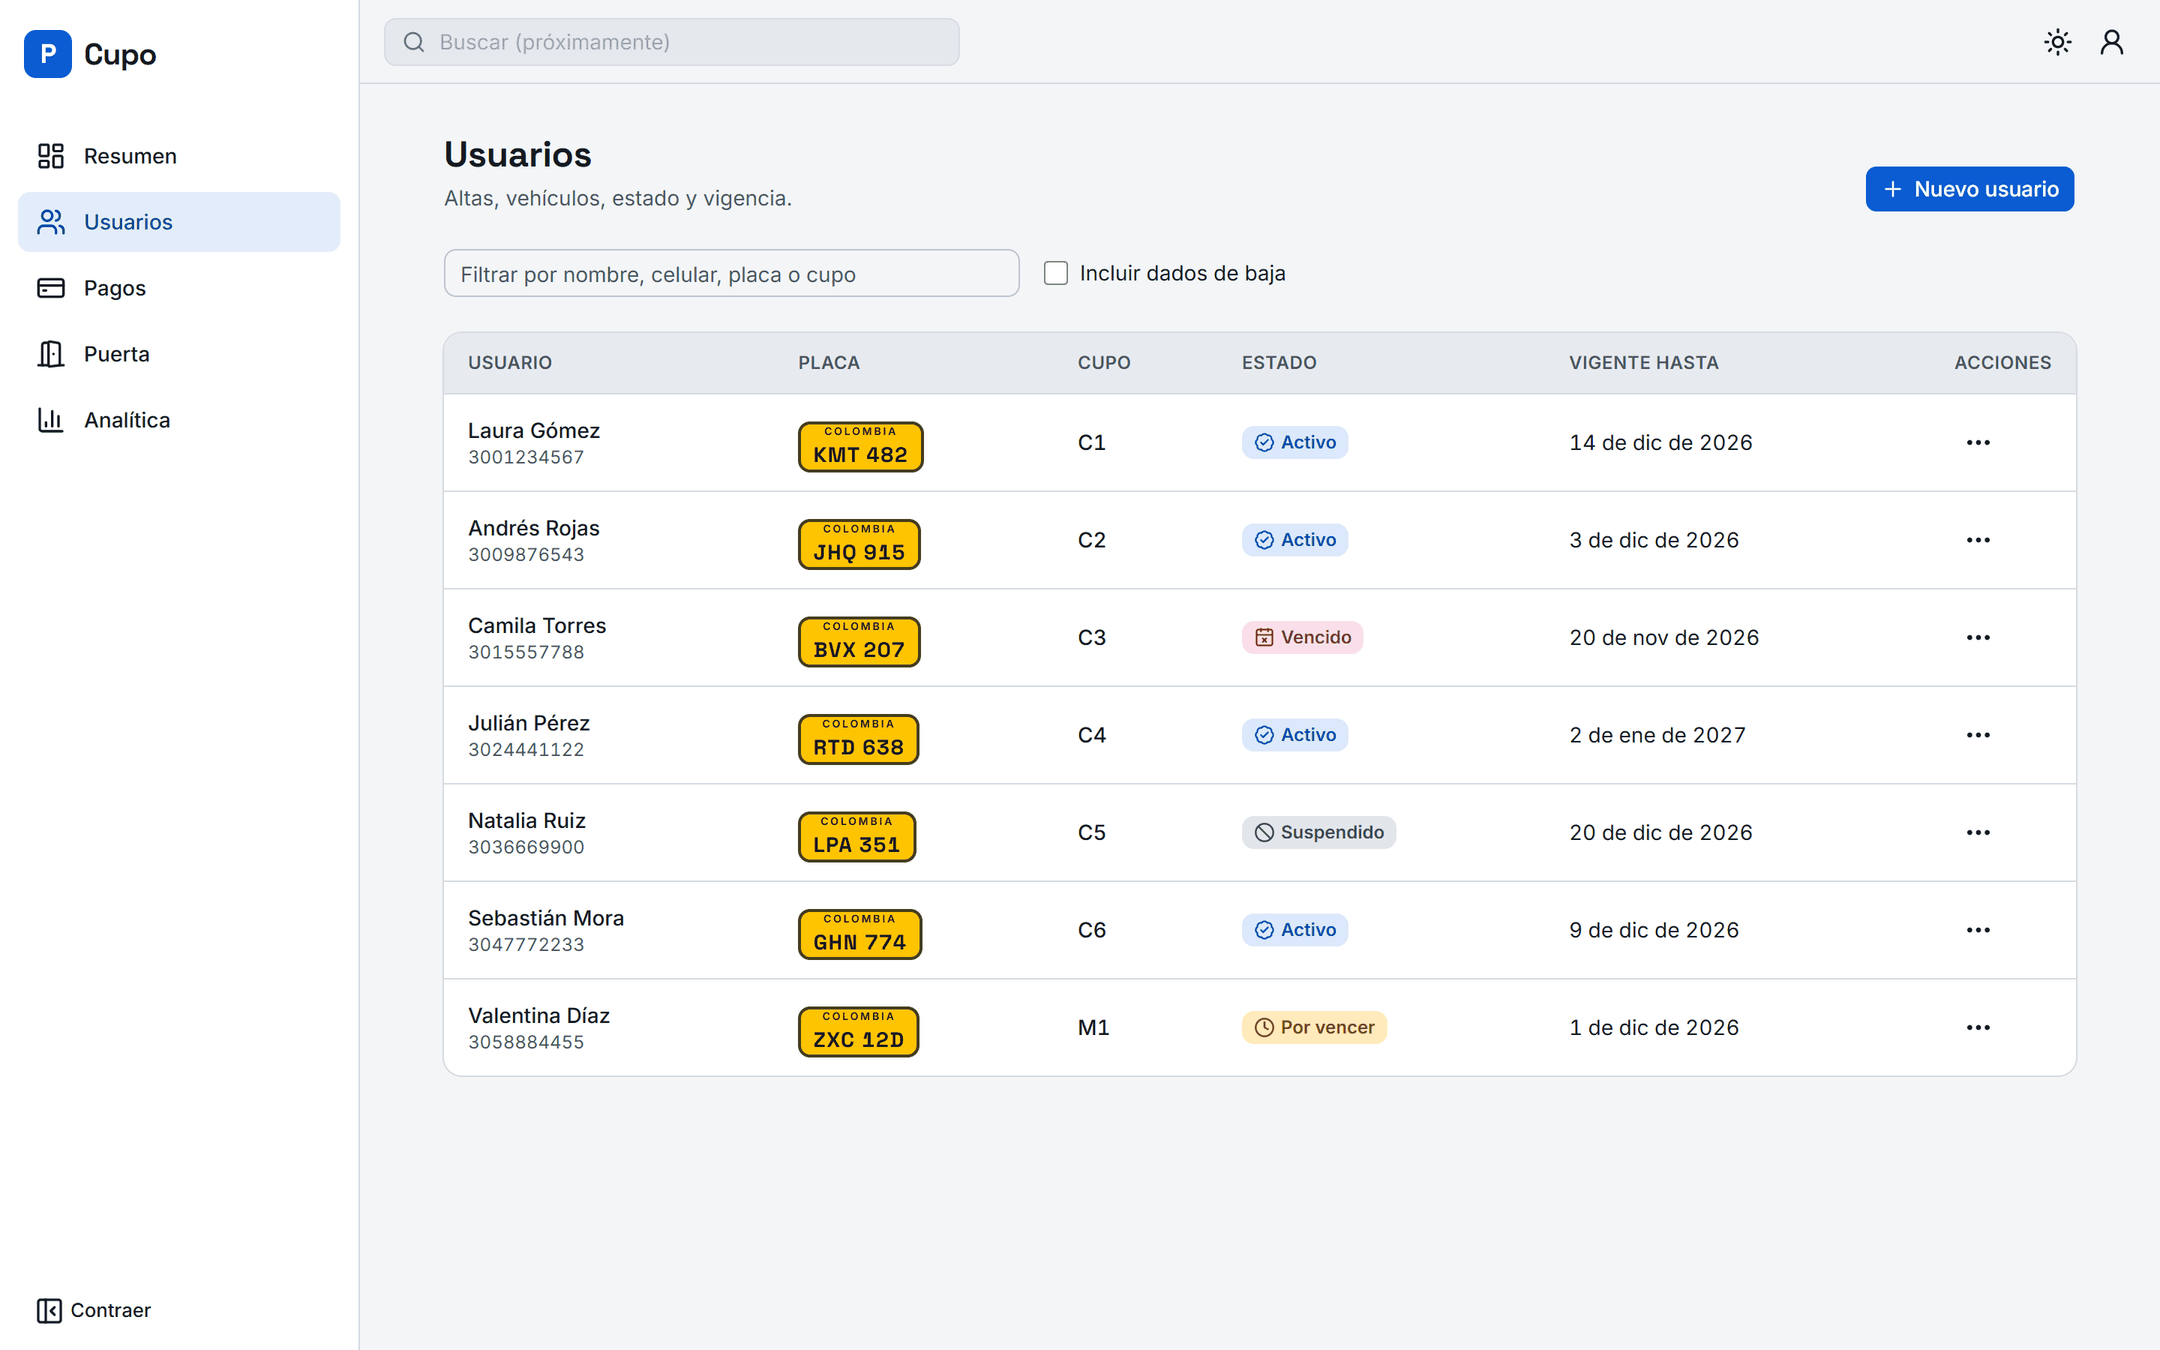 P Cupo
Buscar (próximamente)
Resumen
Usuarios
Pagos
Puerta
Analítica
Contraer
Usuarios
Altas, vehículos, estado y vigencia.
+ Nuevo usuario
Filtrar por nombre, celular, placa o cupo
Incluir dados de baja
USUARIO PLACA CUPO ESTADO VIGENTE HASTA ACCIONES
Laura Gómez
3001234567
COLOMBIA
KMT 482
C1
Activo
14 de dic de 2026
Andrés Rojas
3009876543
COLOMBIA
JHQ 915
C2
Activo
3 de dic de 2026
Camila Torres
3015557788
COLOMBIA
BVX 207
C3
Vencido
20 de nov de 2026
Julián Pérez
3024441122
COLOMBIA
RTD 638
C4
Activo
2 de ene de 2027
Natalia Ruiz
3036669900
COLOMBIA
LPA 351
C5
Suspendido
20 de dic de 2026
Sebastián Mora
3047772233
COLOMBIA
GHN 774
C6
Activo
9 de dic de 2026
Valentina Díaz
3058884455
COLOMBIA
ZXC 12D
M1
Por vencer
1 de dic de 2026